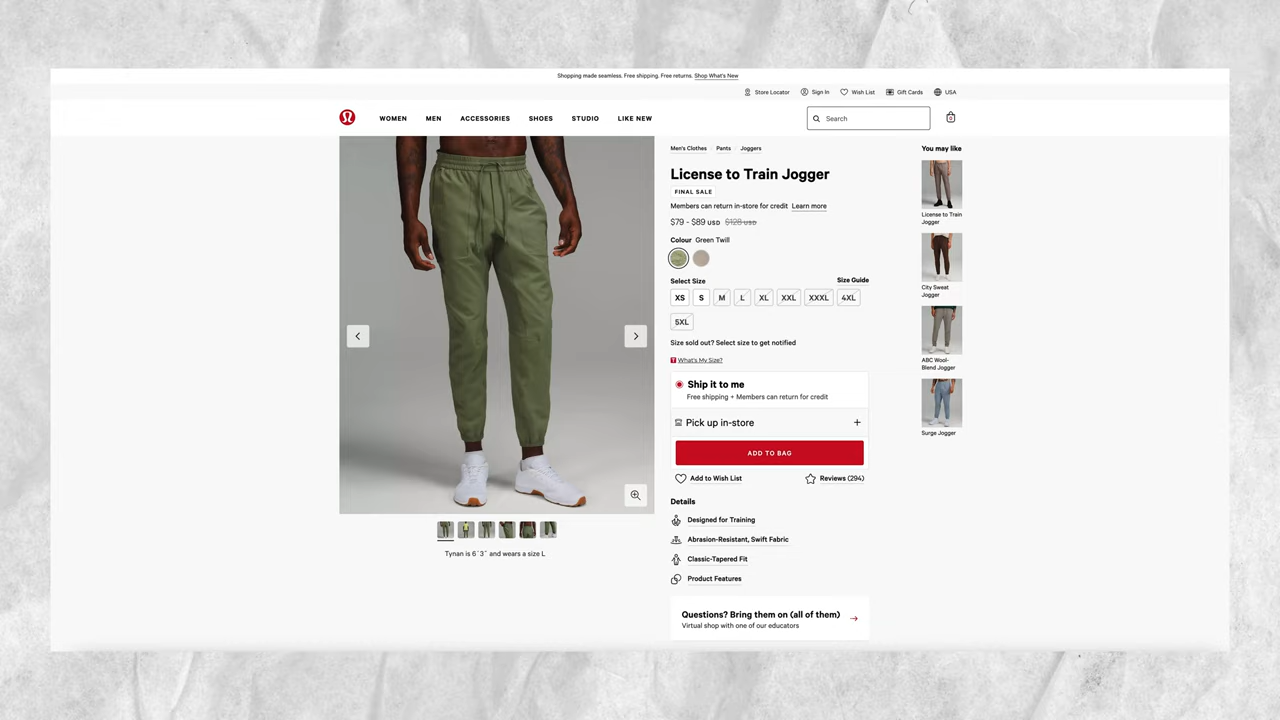 Shopping made seamless. Free shipping. Free returns. Shop What's New
Store Locator Sign In Wish List Gift Cards USA
WOMEN MEN ACCESSORIES SHOES STUDIO LIKE NEW
Search
0
Men's Clothes Pants Joggers
License to Train Jogger
FINAL SALE
Members can return in-store for credit Learn more
$79 - $89 USD $128 USD
Colour Green Twill
Select Size Size Guide
XS S M L XL XXL XXXL 4XL
5XL
Size sold out? Select size to get notified
What's My Size?
Ship it to me
Free shipping + Members can return for credit
Pick up in-store
ADD TO BAG
Add to Wish List Reviews (294)
Details
Designed for Training
Abrasion-Resistant, Swift Fabric
Classic-Tapered Fit
Product Features
Questions? Bring them on (all of them)
Virtual shop with one of our educators
Tynan is 6'3" and wears a size L
You may like
License to Train
Jogger
City Sweat
Jogger
ABC Wool-
Blend Jogger
Surge Jogger